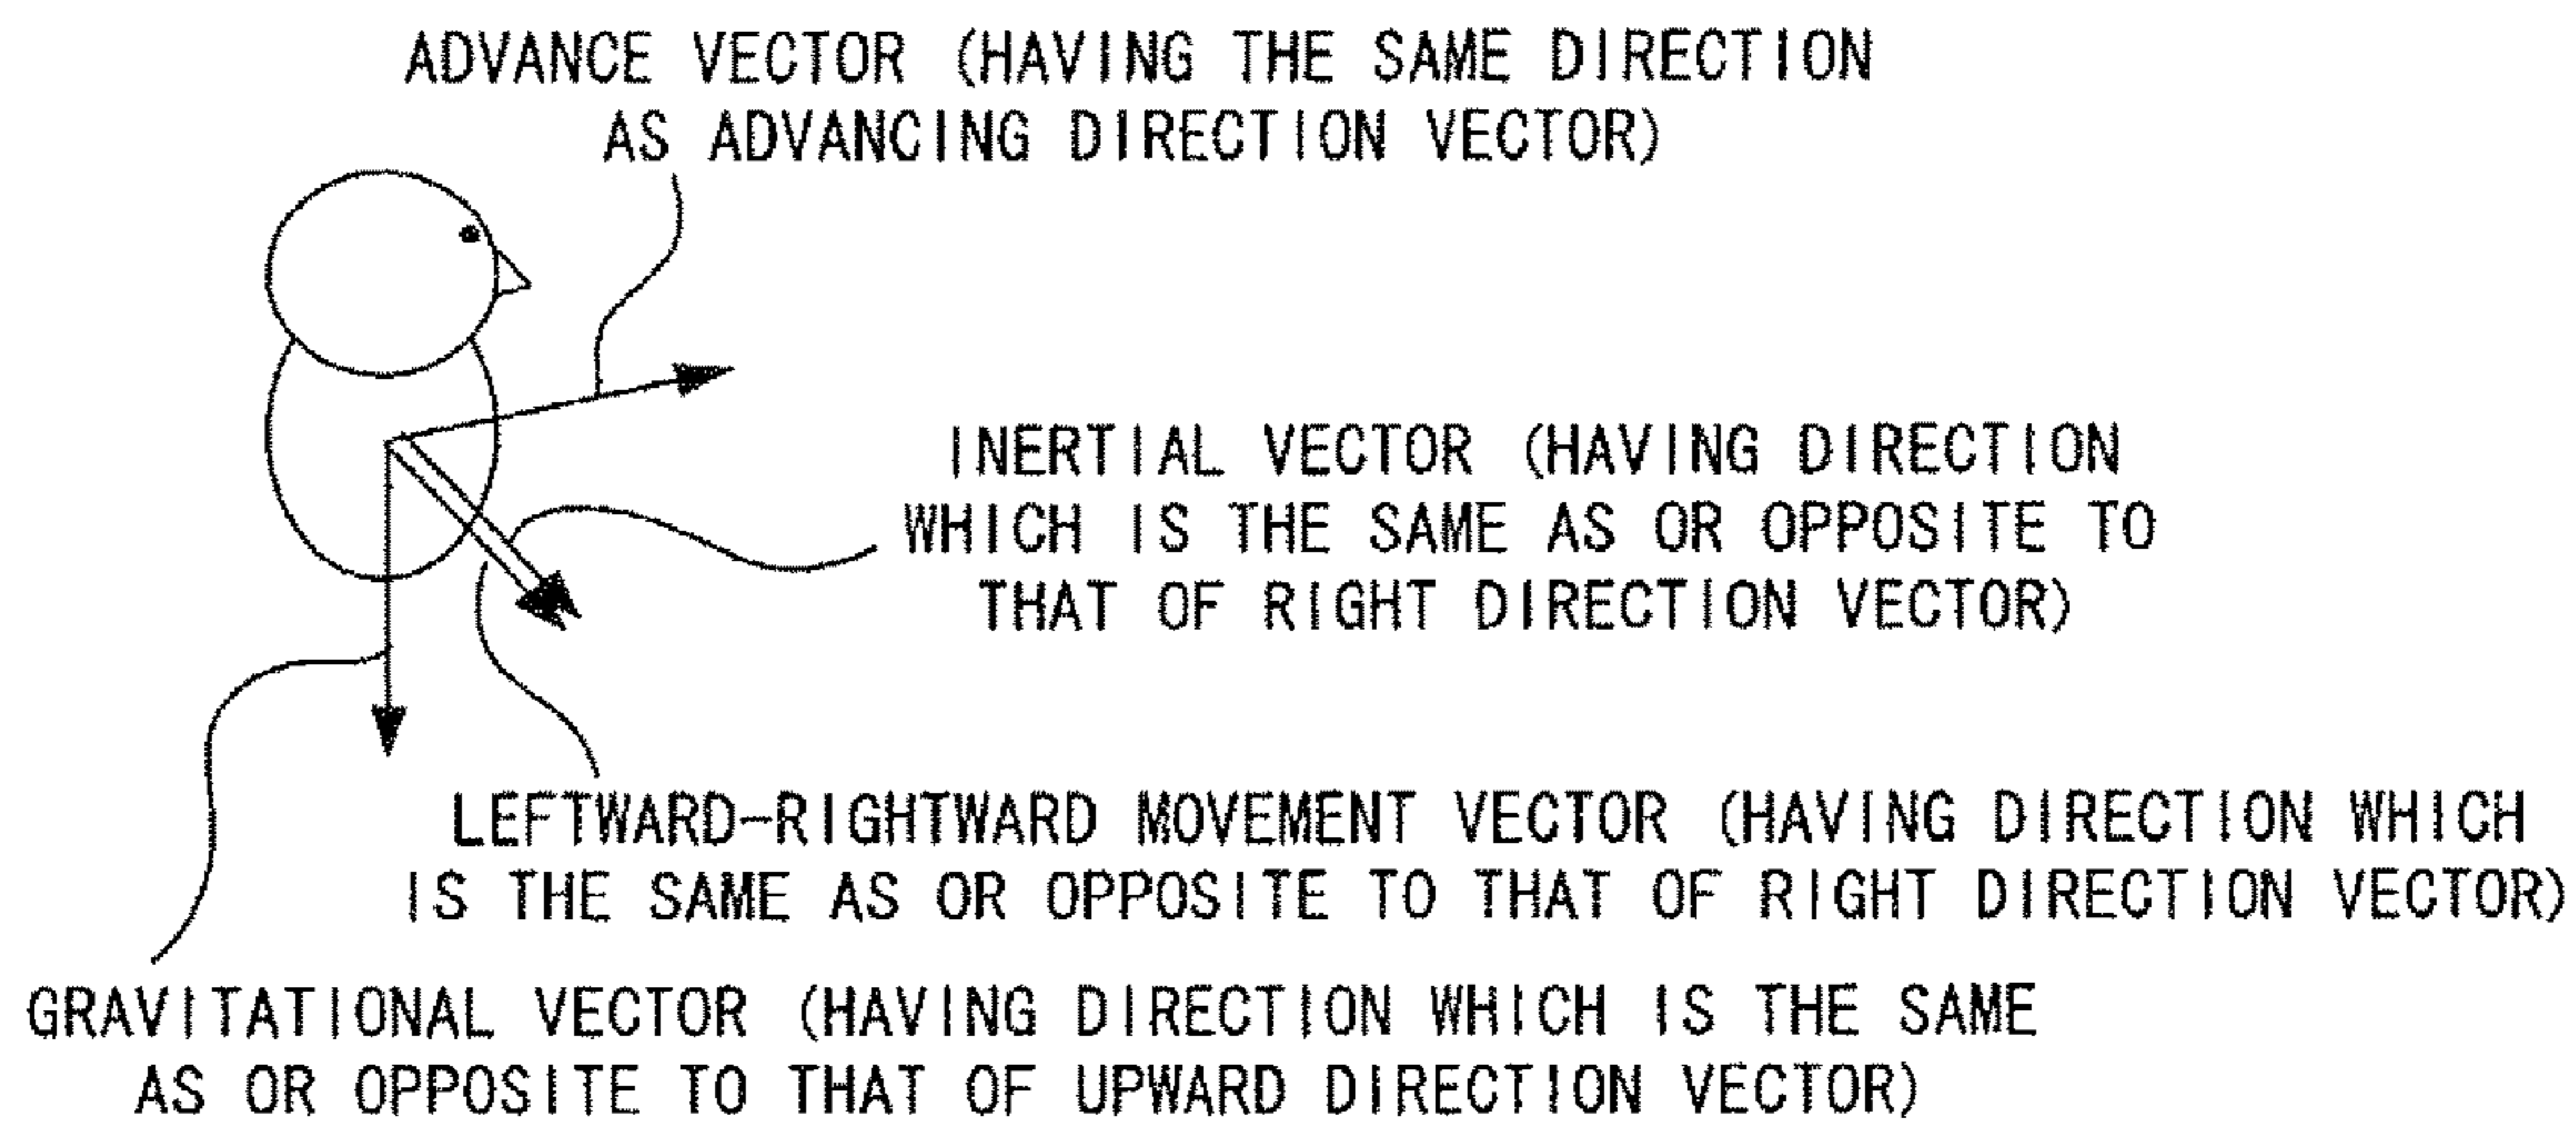 ADVANCE VECTOR (HAVING THE SAME DIRECTION
AS ADVANCING DIRECTION VECTOR)
INERTIAL VECTOR (HAVING DIRECTION
WHICH IS THE SAME AS OR OPPOSITE TO
THAT OF RIGHT DIRECTION VECTOR)
LEFTWARD-RIGHTWARD MOVEMENT VECTOR (HAVING DIRECTION WHICH
IS THE SAME AS OR OPPOSITE TO THAT OF RIGHT DIRECTION VECTOR)
GRAVITATIONAL VECTOR (HAVING DIRECTION WHICH IS THE SAME
AS OR OPPOSITE TO THAT OF UPWARD DIRECTION VECTOR)